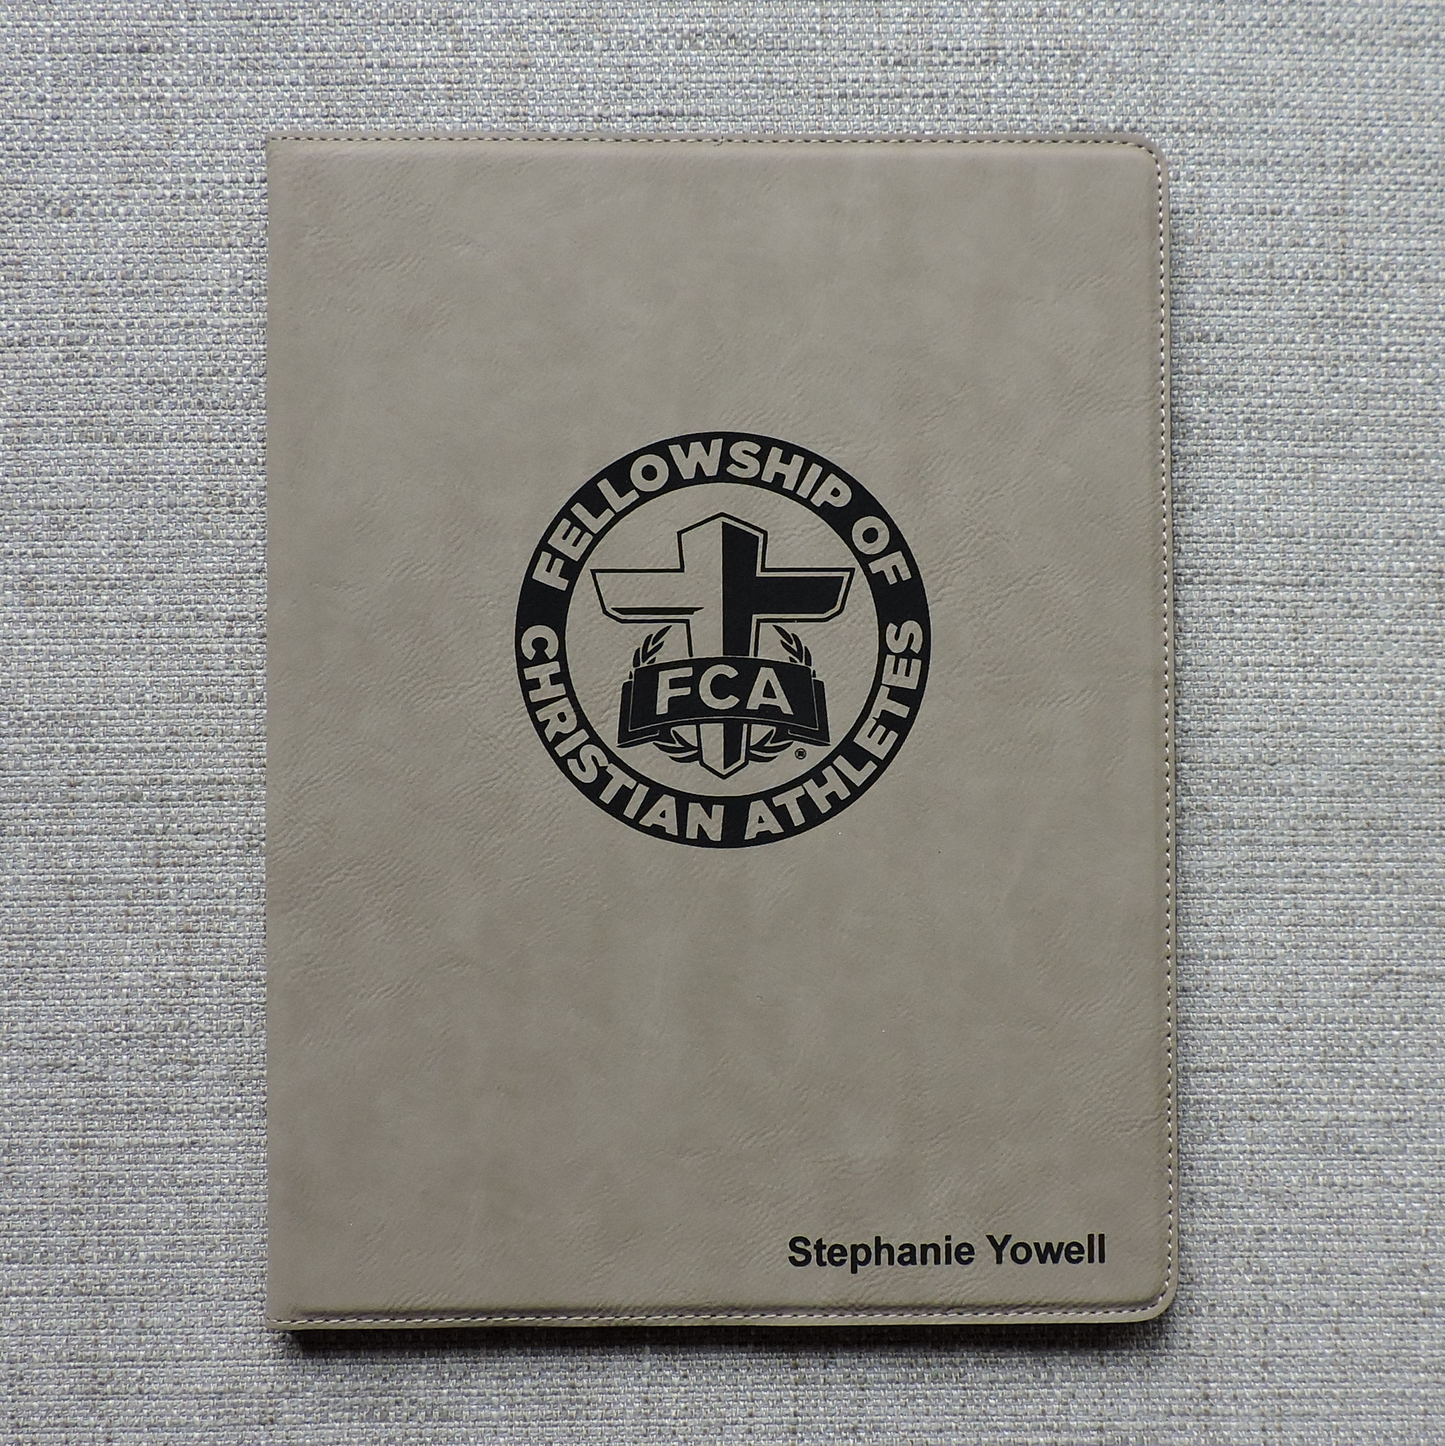 FELLOWSHIP OF
CHRISTIAN ATHLETES
FCA
®
Stephanie Yowell